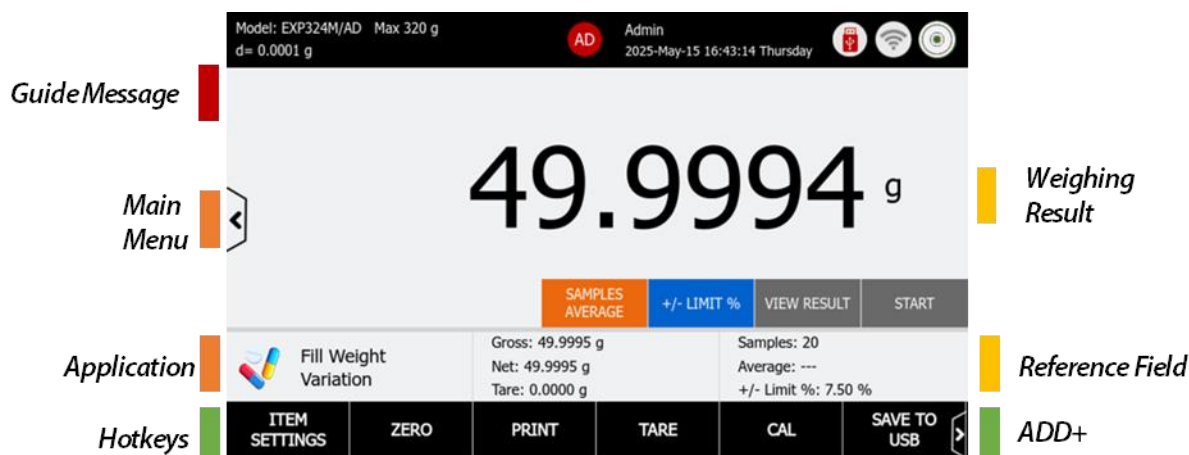 Model: EXP324M/AD Max 320 g
d= 0.0001 g
AD
Admin
2025-May-15 16:43:14 Thursday
Guide Message
49.9994 g
Main
Menu
Weighing
Result
SAMPLES
AVERAGE
+/- LIMIT %
VIEW RESULT
START
Application
Fill Weight
Variation
Gross: 49.9995 g
Net: 49.9995 g
Tare: 0.0000 g
Samples: 20
Average: ---
+/- Limit %: 7.50 %
Reference Field
Hotkeys
ITEM
SETTINGS
ZERO
PRINT
TARE
CAL
SAVE TO
USB
ADD+